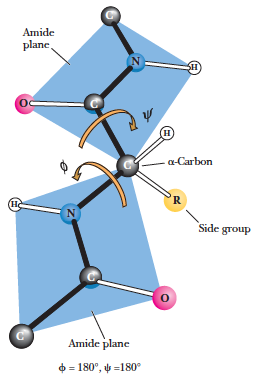 C
Amide
plane
N
H
O
C
ψ
H
C
α-Carbon
ϕ
H
N
R
Side group
C
O
C
Amide plane
ϕ = 180°, ψ =180°